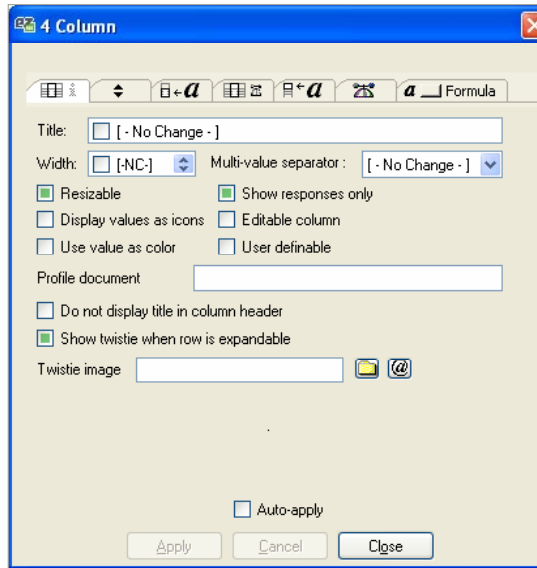 4 Column
a a a Formula
Title: [ - No Change - ]
Width: [-NC-] Multi-value separator : [ - No Change - ]
Resizable Show responses only
Display values as icons Editable column
Use value as color User definable
Profile document
Do not display title in column header
Show twistie when row is expandable
Twistie image @
Auto-apply
Apply Cancel Close